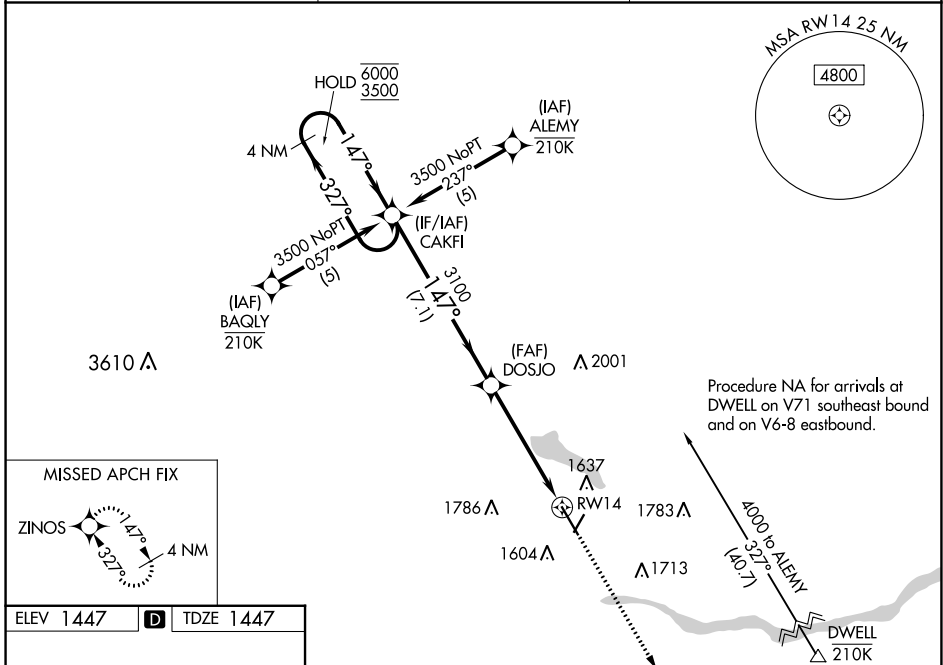 MSA RW14 25 NM
4800
HOLD 6000
3500
4 NM
147°
327°
(IAF)
ALEMY
210K
3500 NoPT
237°
(5)
(IF/IAF)
CAKFI
3500 NoPT
057°
(5)
(IAF)
BAQLY
210K
3100
147°
(7.1)
3610
(FAF)
DOSJO
2001
Procedure NA for arrivals at
DWELL on V71 southeast bound
and on V6-8 eastbound.
1637
RW14
1786
1783
1604
1713
4000 to ALEMY
327°
(40.7)
DWELL
210K
MISSED APCH FIX
ZINOS
147°
327°
4 NM
ELEV 1447 D TDZE 1447